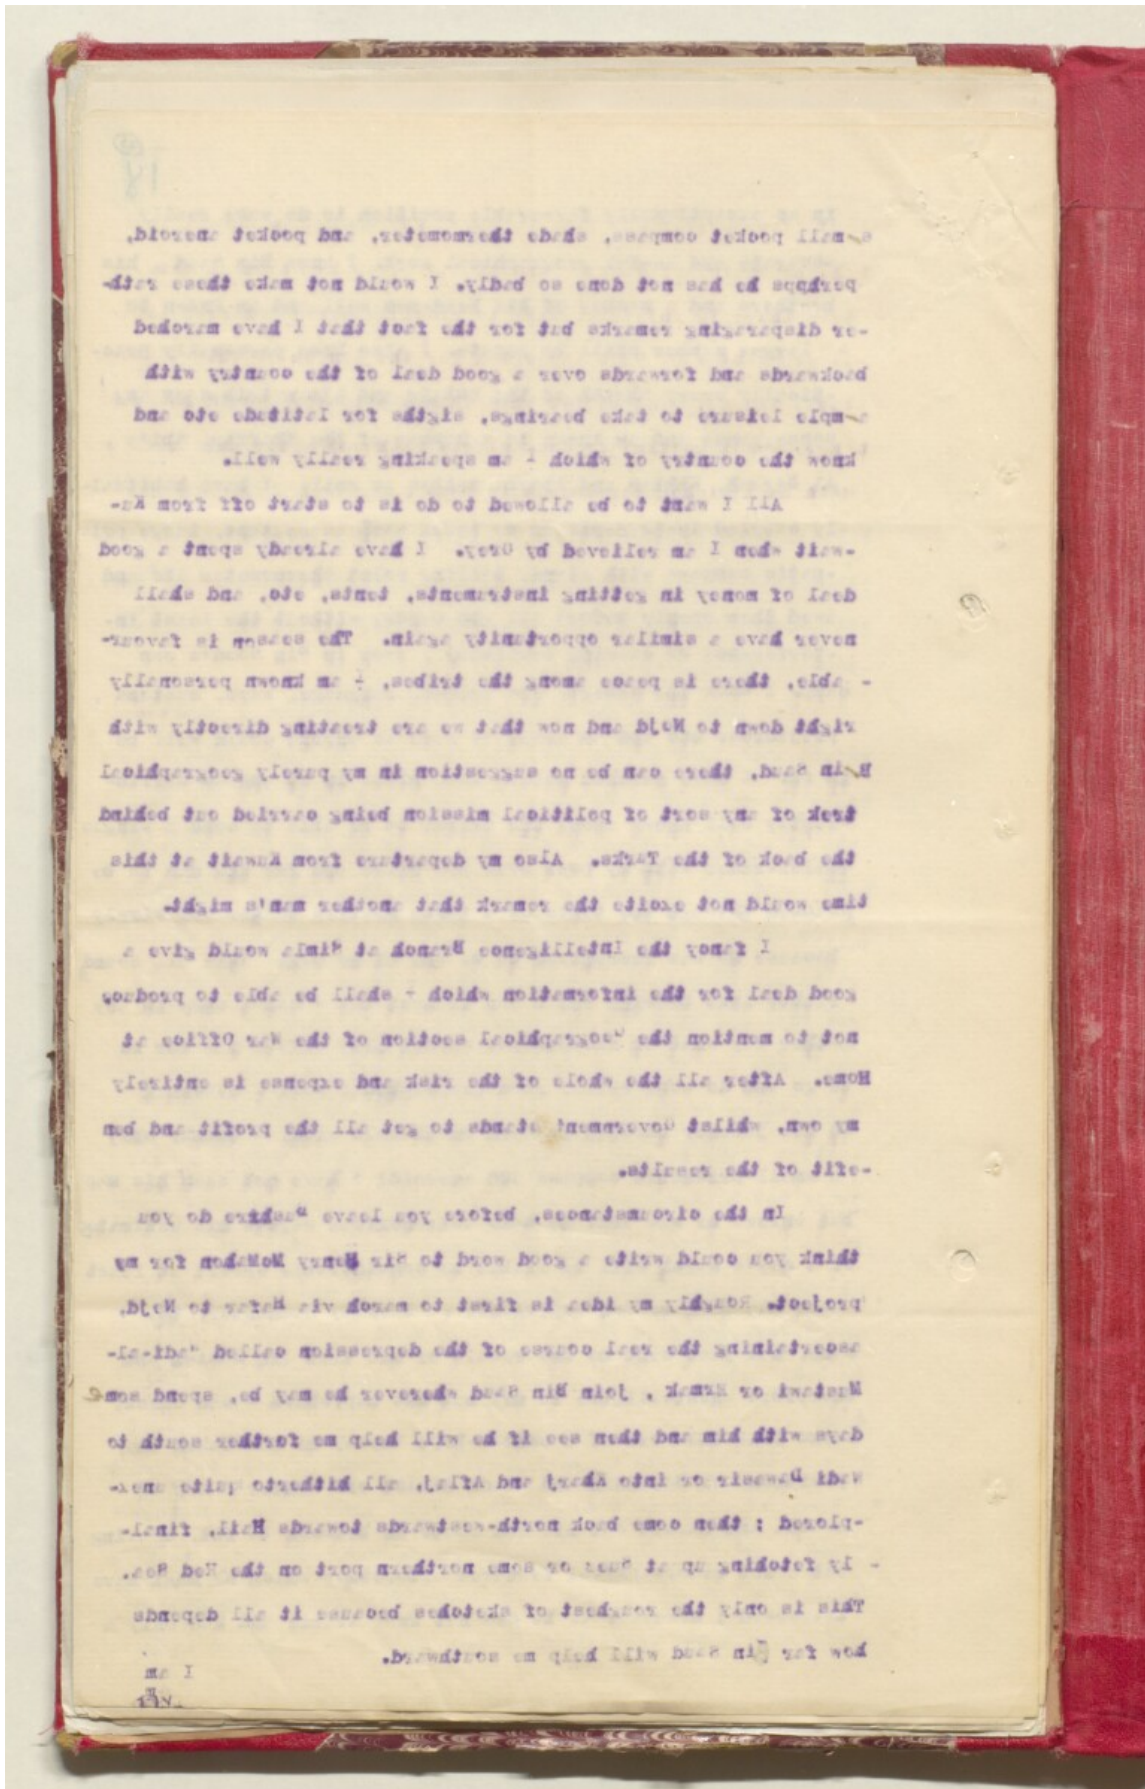 18
small pocket compass, shade thermometer, and pocket aneroid,
perhpps he has not done so badly. I would not make these rath-
-er disparaging remarks but for the fact that I have marched
backwards and forwards over a good deal of the country with
ample leisure to take bearings, sigths for latitude etc and
know the country of which I am speaking really well.
All I want to be allowed to do is to start off from Ku-
-wait when I am relieved by Grey. I have already spent a good
deal of money in getting instruments, tents, etc, and shall
never have a similar opportunity again. The season is favour-
- able, there is peace among the tribes, I am known personally
right down to Nejd and now that we are treating directly with
Bin Saud, there can be no suggestion in my purely geographical
trek of any sort of political mission being carried out behind
the back of the Turks. Also my departure from Kuwait at this
time would not excite the remark that another man's might.
I fancy the Intelligence Branch at Simla would give a
good deal for the information which I shall be able to produc,
not to mention the Geographical section of the War Office at
Home. After all the whole of the risk and expense is entirely
my own, whilst Government stands to get all the profit and ben
-efit of the results.
In the circumstances, before you leave Bushire do you
think you could write a good word to Sir Henry McMahon for my
project. Roughly my idea is first to march via Hafar to Nejd,
ascertaining the real course of the depression called Wadi-al-
Mustawi or Ermak , join Bin Saud wherever he may be, spend some
days with him and then see if he will help me further south to
Wadi Dawasir or into Kharj and Aflaj, all hitherto quite unex-
-plored ; then come back north-westwards towards Hail, final-
- ly fetching up at Suez or some northern port on the Red Sea.
This is only the roughest of sketches because it all depends
how far Bin Saud will help me southward.
I am